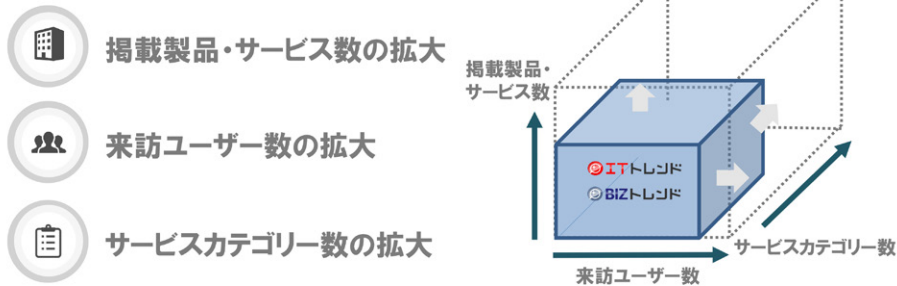 掲載製品・サービス数の拡大
来訪ユーザー数の拡大
サービスカテゴリー数の拡大
掲載製品・
サービス数
ITトレンド
BIZトレンド
サービスカテゴリー数
来訪ユーザー数